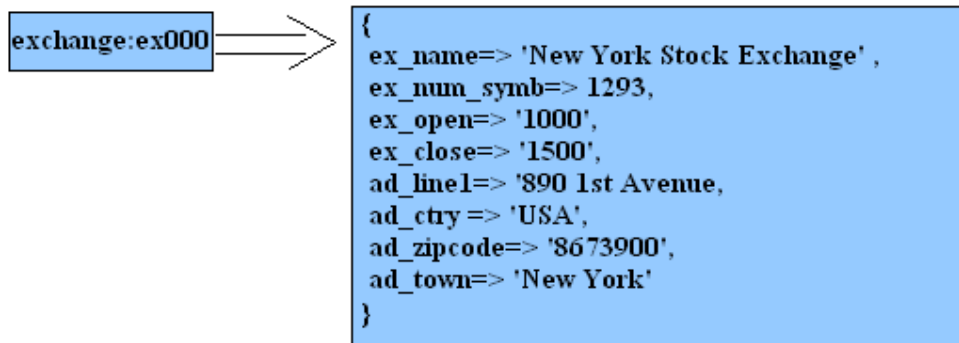 exchange:ex000
{
ex_name=> 'New York Stock Exchange' ,
ex_num_symb=> 1293,
ex_open=> '1000',
ex_close=> '1500',
ad_line1=> '890 1st Avenue,
ad_ctry => 'USA',
ad_zipcode=> '8673900',
ad_town=> 'New York'
}